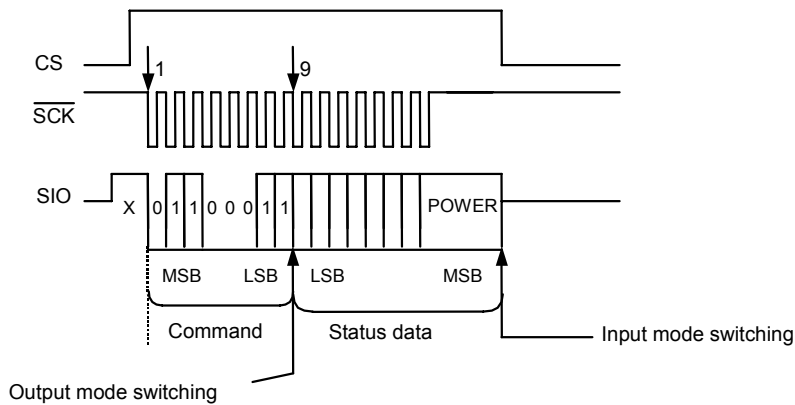 CS
1
9
SCK
SIO
X 0 1 1 0 0 0 1 1 POWER
MSB LSB LSB MSB
Command Status data
Input mode switching
Output mode switching